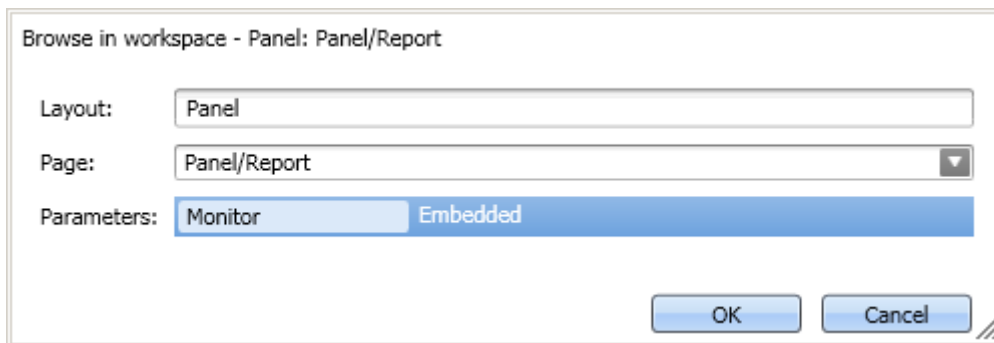 Browse in workspace - Panel: Panel/Report
Layout: Panel
Page: Panel/Report
Parameters: Monitor Embedded
OK Cancel